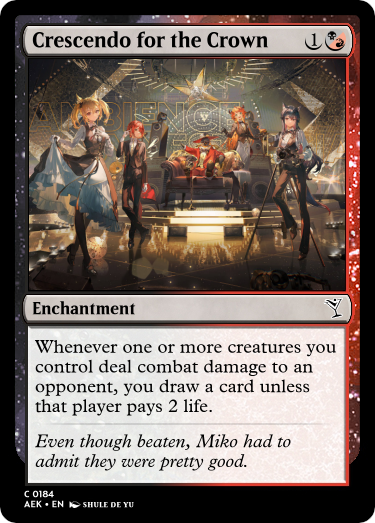 Crescendo for the Crown 1
AUDIENCE
Enchantment
Whenever one or more creatures you
control deal combat damage to an
opponent, you draw a card unless
that player pays 2 life.
Even though beaten, Miko had to
admit they were pretty good.
C 0184
AEK • EN SHULE DE YU